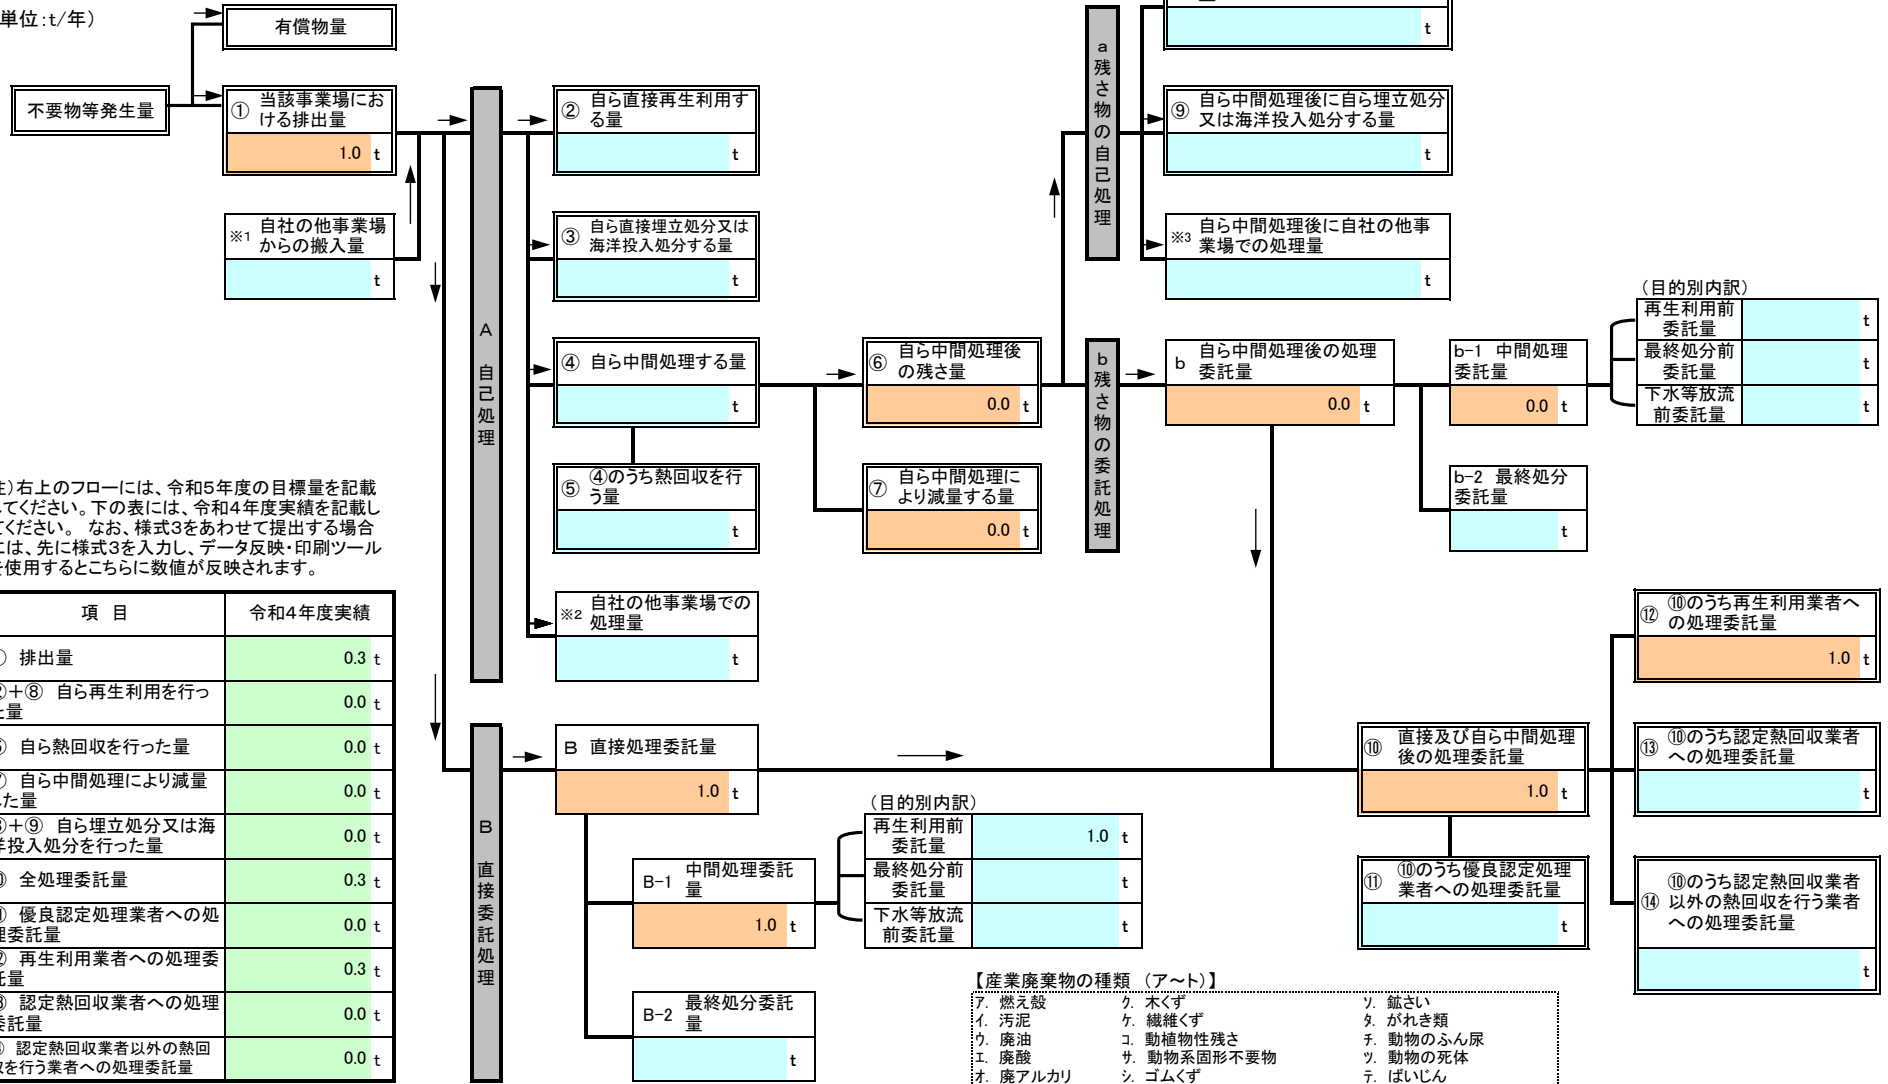 単位：t/年）
有償物量
不要物等発生量
① 当該事業場にお
ける排出量
1.0 t
※1 自社の他事業場
からの搬入量
t
A 自己処理
② 自ら直接再生利用す
る量
t
③ 自ら直接埋立処分又は
海洋投入処分する量
t
④ 自ら中間処理する量
t
⑤ ④のうち熱回収を行
う量
t
※2 自社の他事業場での
処理量
t
⑥ 自ら中間処理後
の残さ量
0.0 t
⑦ 自ら中間処理に
より減量する量
0.0 t
a 残さ物の自己処理
t
⑨ 自ら中間処理後に自ら埋立処分
又は海洋投入処分する量
t
※3 自ら中間処理後に自社の他事
業場での処理量
t
b 残さ物の委託処理
b 自ら中間処理後の処理
委託量
0.0 t
b-1 中間処理
委託量
0.0 t
b-2 最終処分
委託量
t
（目的別内訳）
再生利用前
委託量
t
最終処分前
委託量
t
下水等放流
前委託量
t
注）右上のフローには、令和5年度の目標量を記載
してください。下の表には、令和4年度実績を記載し
てください。 なお、様式3をあわせて提出する場合
には、先に様式3を入力し、データ反映・印刷ツール
を使用するとこちらに数値が反映されます。
項 目 令和4年度実績
排出量 0.3 t
②＋⑧ 自ら再生利用を行っ
た量 0.0 t
⑤ 自ら熱回収を行った量 0.0 t
⑦ 自ら中間処理により減量
した量 0.0 t
③＋⑨ 自ら埋立処分又は海
洋投入処分を行った量 0.0 t
⑩ 全処理委託量 0.3 t
⑪ 優良認定処理業者への処
理委託量 0.0 t
⑫ 再生利用業者への処理委
託量 0.3 t
⑬ 認定熱回収業者への処理
委託量 0.0 t
⑭ 認定熱回収業者以外の熱回
収を行う業者への処理委託量 0.0 t
B 直接委託処理
B 直接処理委託量
1.0 t
B-1 中間処理委託
量
1.0 t
B-2 最終処分委託
量
t
（目的別内訳）
再生利用前
委託量
1.0 t
最終処分前
委託量
t
下水等放流
前委託量
t
⑩ 直接及び自ら中間処理
後の処理委託量
1.0 t
⑪ ⑩のうち優良認定処理
業者への処理委託量
t
⑫ ⑩のうち再生利用業者へ
の処理委託量
1.0 t
⑬ ⑩のうち認定熱回収業者
への処理委託量
t
⑭ ⑩のうち認定熱回収業者
以外の熱回収を行う業者
への処理委託量
t
【産業廃棄物の種類 （ア～ト）】
ア. 燃え殻 ク. 木くず ソ. 鉱さい
イ. 汚泥 ケ. 繊維くず タ. がれき類
ウ. 廃油 コ. 動植物性残さ チ. 動物のふん尿
エ. 廃酸 サ. 動物系固形不要物 ツ. 動物の死体
オ. 廃アルカリ シ. ゴムくず テ. ばいじん